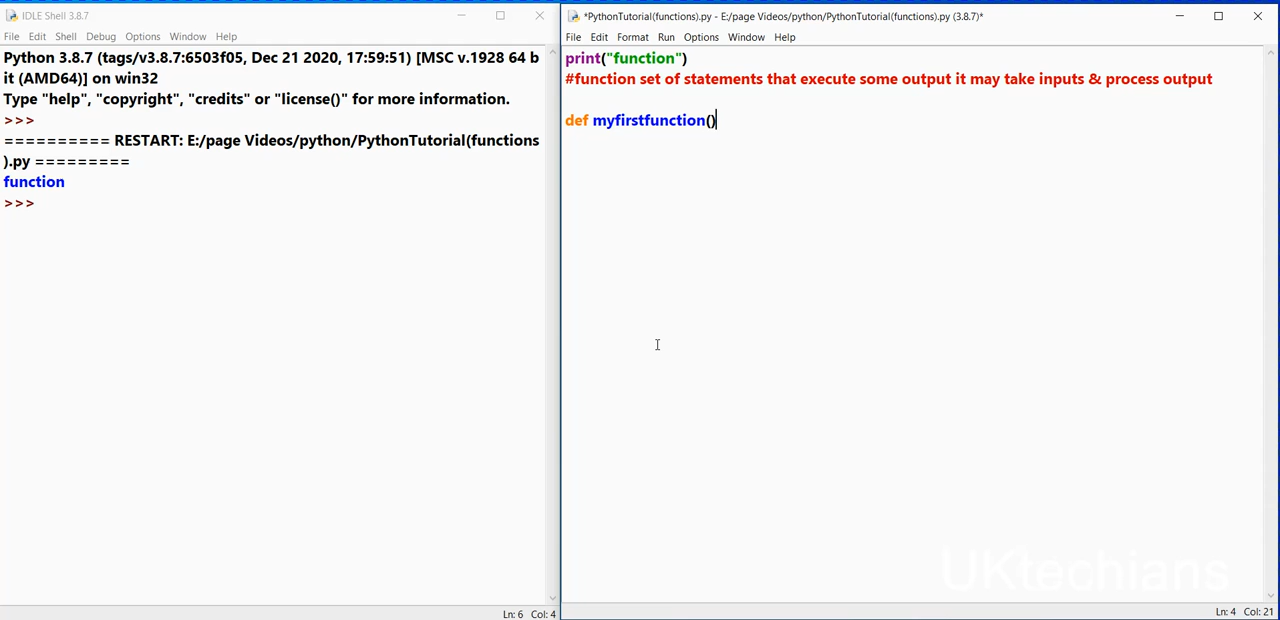 IDLE Shell 3.8.7
File Edit Shell Debug Options Window Help
Python 3.8.7 (tags/v3.8.7:6503f05, Dec 21 2020, 17:59:51) [MSC v.1928 64 b
it (AMD64)] on win32
Type "help", "copyright", "credits" or "license()" for more information.
>>>
========== RESTART: E:/page Videos/python/PythonTutorial(functions
).py =========
function
>>>
Ln: 6 Col: 4
*PythonTutorial(functions).py - E:/page Videos/python/PythonTutorial(functions).py (3.8.7)*
File Edit Format Run Options Window Help
print("function")
#function set of statements that execute some output it may take inputs & process output
def myfirstfunction()
UKtechians
Ln: 4 Col: 21